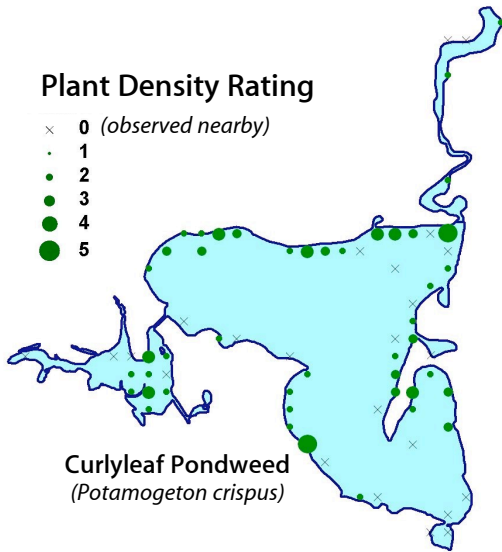 Plant Density Rating
0 (observed nearby)
1
2
3
4
5
Curlyleaf Pondweed
(Potamogeton crispus)